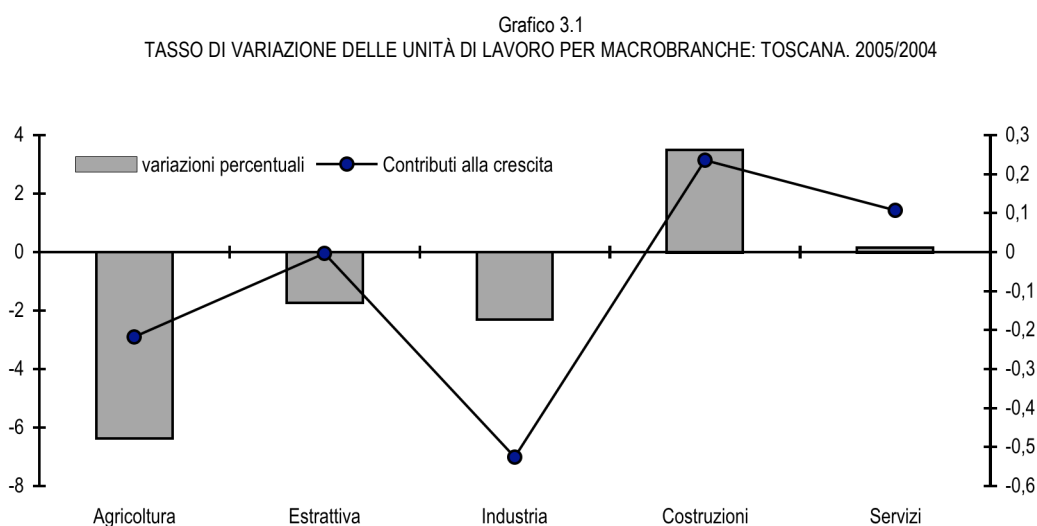 Grafico 3.1
TASSO DI VARIAZIONE DELLE UNITÀ DI LAVORO PER MACROBRANCHE: TOSCANA. 2005/2004
4
2
0
-2
-4
-6
-8
variazioni percentuali
Contributi alla crescita
0,3
0,2
0,1
0
-0,1
-0,2
-0,3
-0,4
-0,5
-0,6
Agricoltura
Estrattiva
Industria
Costruzioni
Servizi